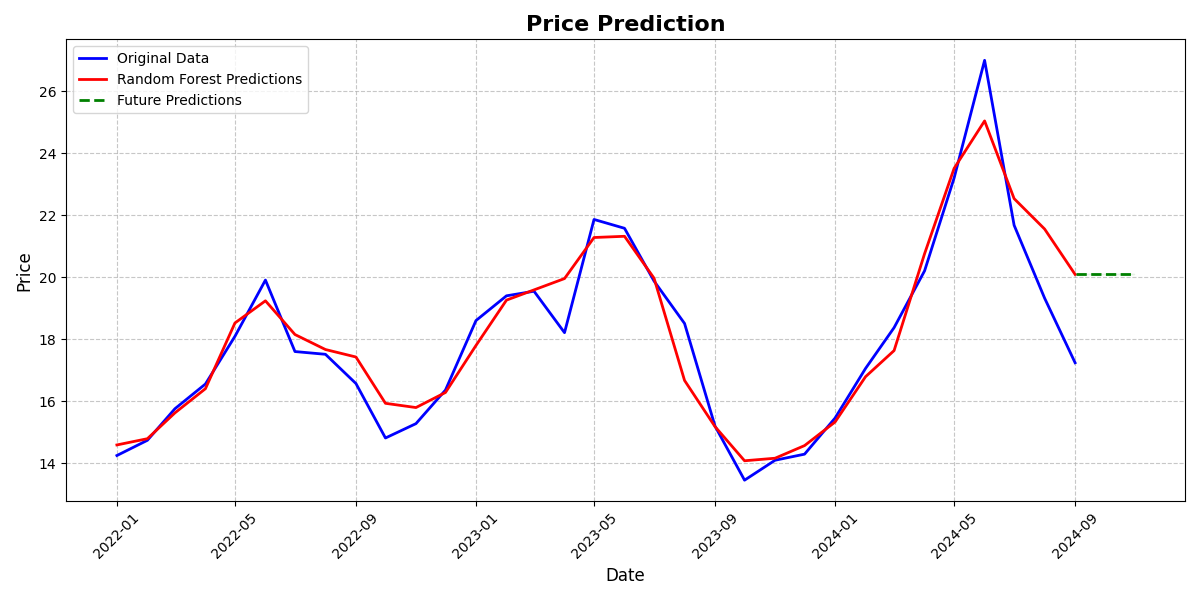 Price Prediction
Original Data
Random Forest Predictions
Future Predictions
Price
26
24
22
20
18
16
14
2022-01
2022-05
2022-09
2023-01
2023-05
2023-09
2024-01
2024-05
2024-09
Date